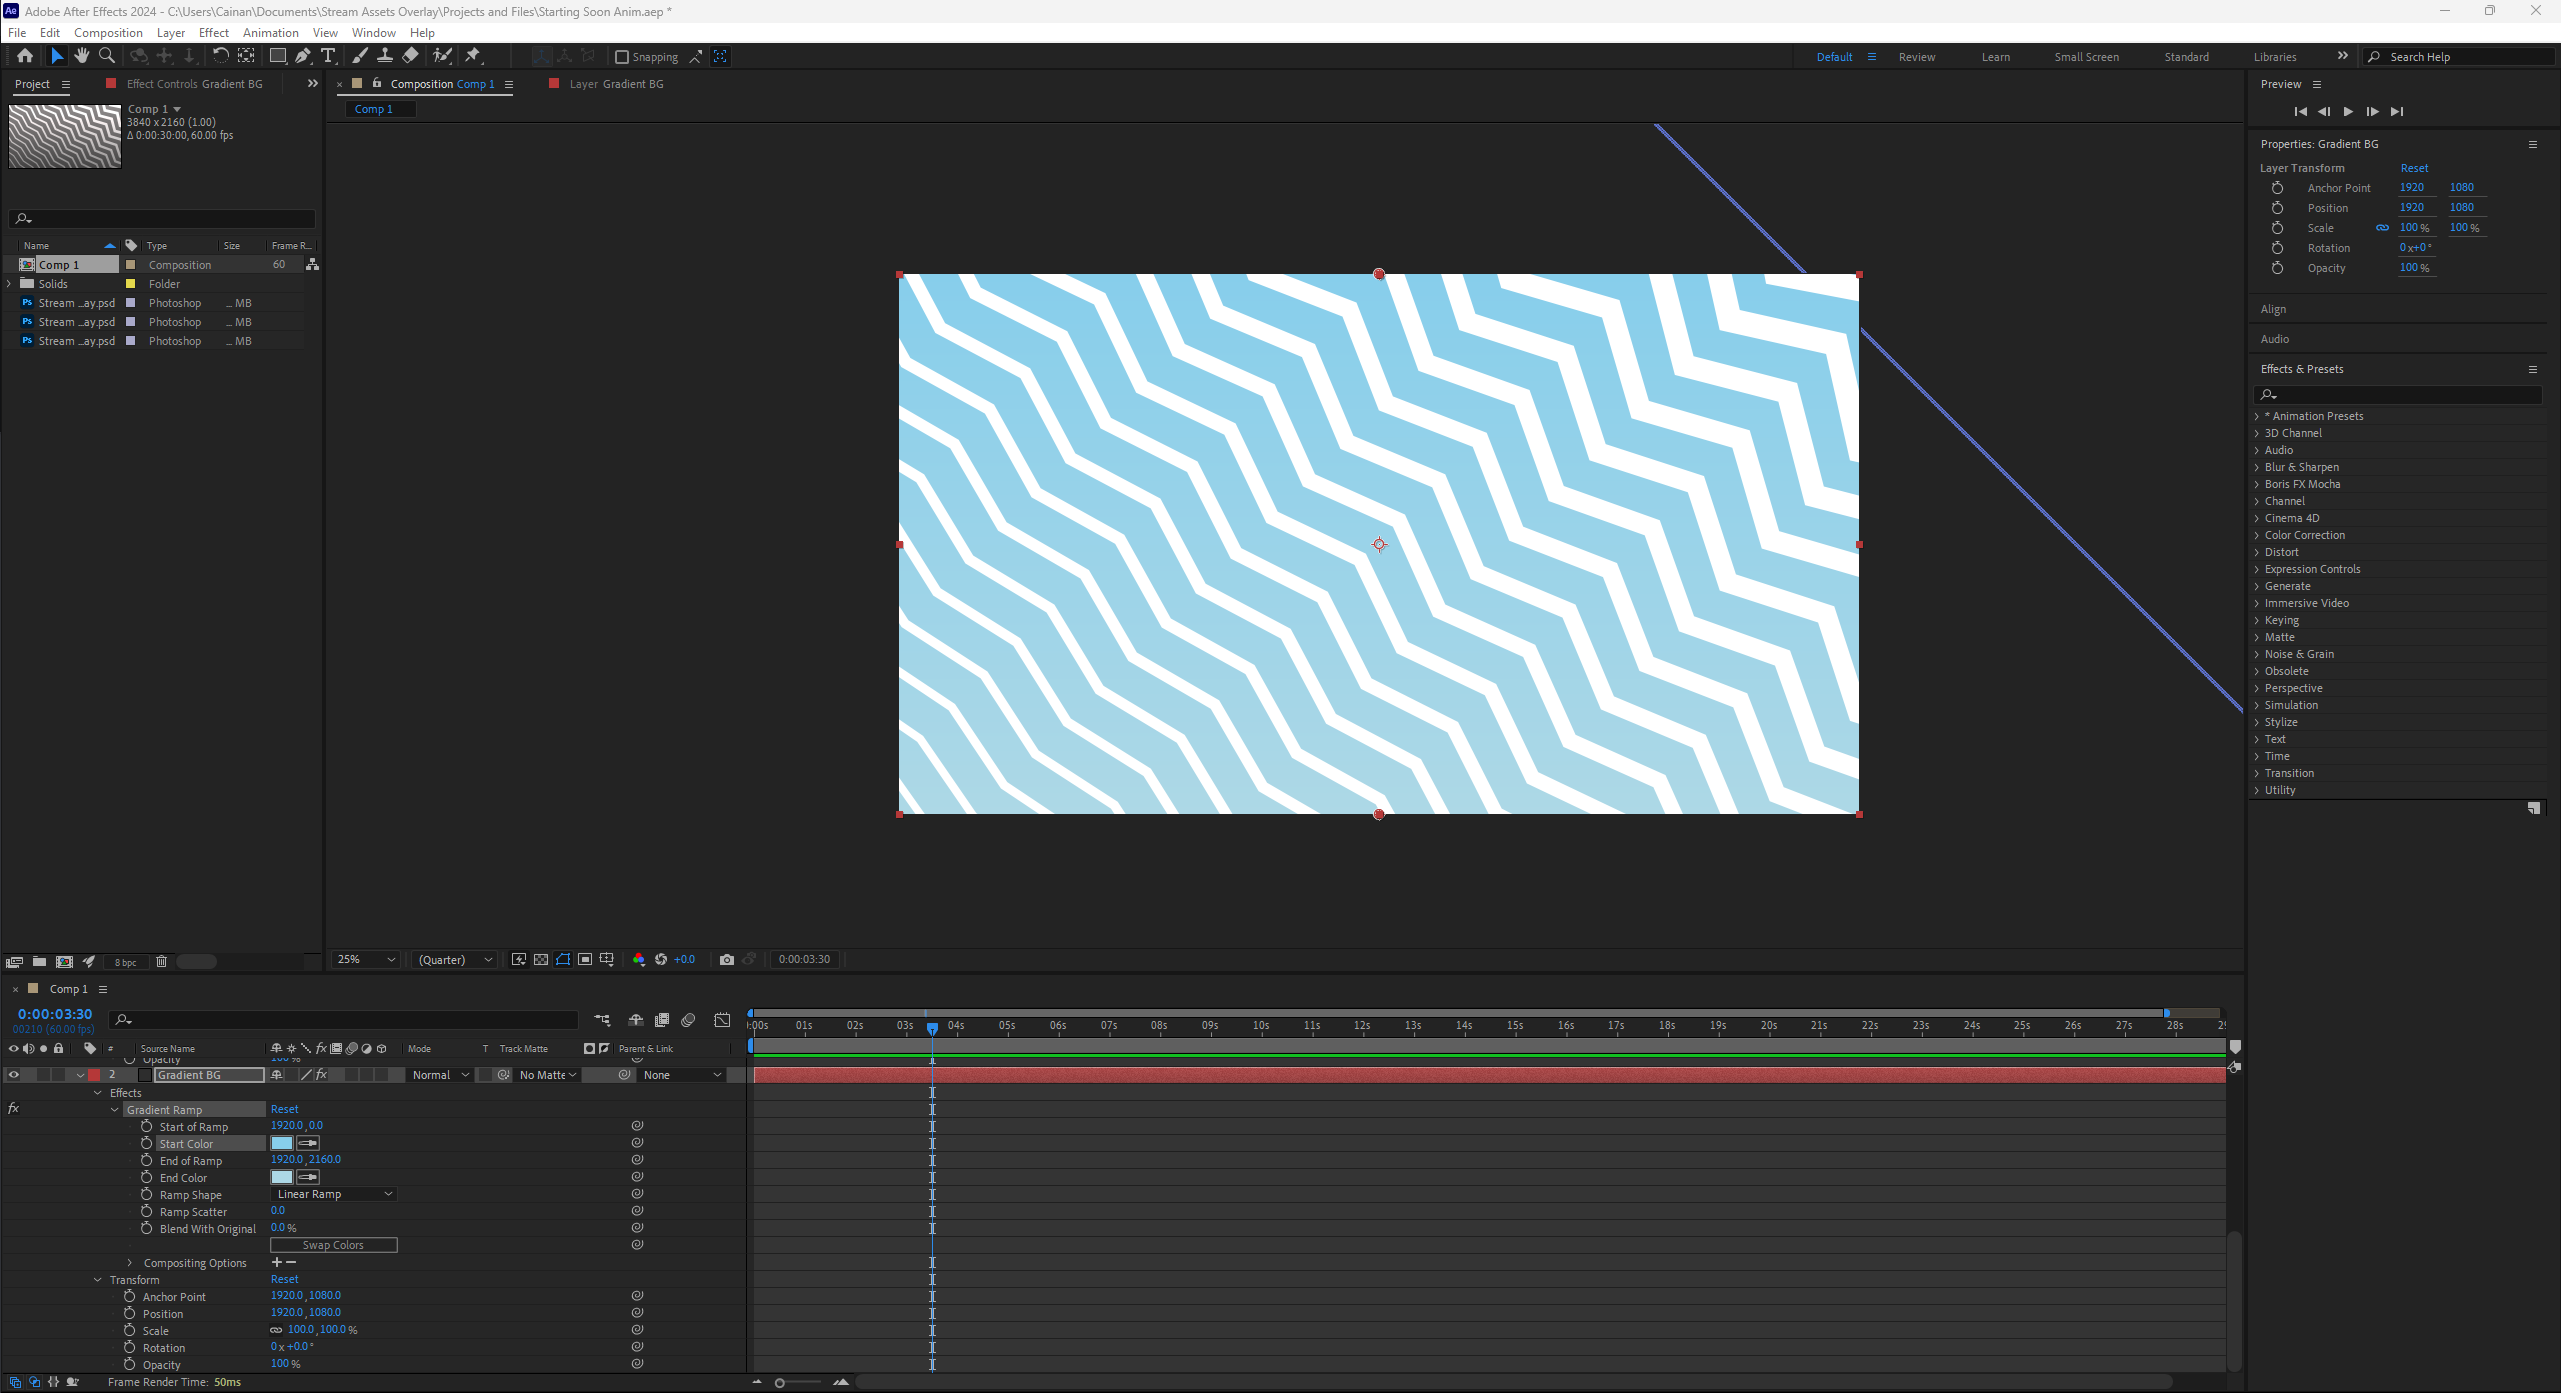 Adobe After Effects 2024 - C:\Users\Cainan\Documents\Stream Assets Overlay\Projects and Files\Starting Soon Anim.aep *
File Edit Composition Layer Effect Animation View Window Help
Snapping
Default Review Learn Small Screen Standard Libraries Search Help
Project Effect Controls Gradient BG
Composition Comp 1 Layer Gradient BG
Comp 1
3840 x 2160 (1.00)
Δ 0:00:30:00, 60.00 fps
Comp 1
Name Type Size Frame R...
Comp 1 Composition 60
Solids Folder
Stream ...ay.psd Photoshop ... MB
Stream ...ay.psd Photoshop ... MB
Stream ...ay.psd Photoshop ... MB
8 bpc
25% (Quarter) +0.0 0:00:03:30
Preview
Properties: Gradient BG
Layer Transform Reset
Anchor Point 1920 1080
Position 1920 1080
Scale 100 % 100 %
Rotation 0 x+0 °
Opacity 100 %
Align
Audio
Effects & Presets
* Animation Presets
3D Channel
Audio
Blur & Sharpen
Boris FX Mocha
Channel
Cinema 4D
Color Correction
Distort
Expression Controls
Generate
Immersive Video
Keying
Matte
Noise & Grain
Obsolete
Perspective
Simulation
Stylize
Text
Time
Transition
Utility
Comp 1
0:00:03:30
00210 (60.00 fps)
:00s 01s 02s 03s 04s 05s 06s 07s 08s 09s 10s 11s 12s 13s 14s 15s 16s 17s 18s 19s 20s 21s 22s 23s 24s 25s 26s 27s 28s
# Source Name fx Mode T Track Matte Parent & Link
Opacity 100 %
2 Gradient BG fx Normal No Matte None
Effects
fx Gradient Ramp Reset
Start of Ramp 1920.0, 0.0
Start Color
End of Ramp 1920.0, 2160.0
End Color
Ramp Shape Linear Ramp
Ramp Scatter 0.0
Blend With Original 0.0 %
Swap Colors
Compositing Options + −
Transform Reset
Anchor Point 1920.0, 1080.0
Position 1920.0, 1080.0
Scale 100.0, 100.0 %
Rotation 0 x +0.0 °
Opacity 100 %
Frame Render Time: 50ms